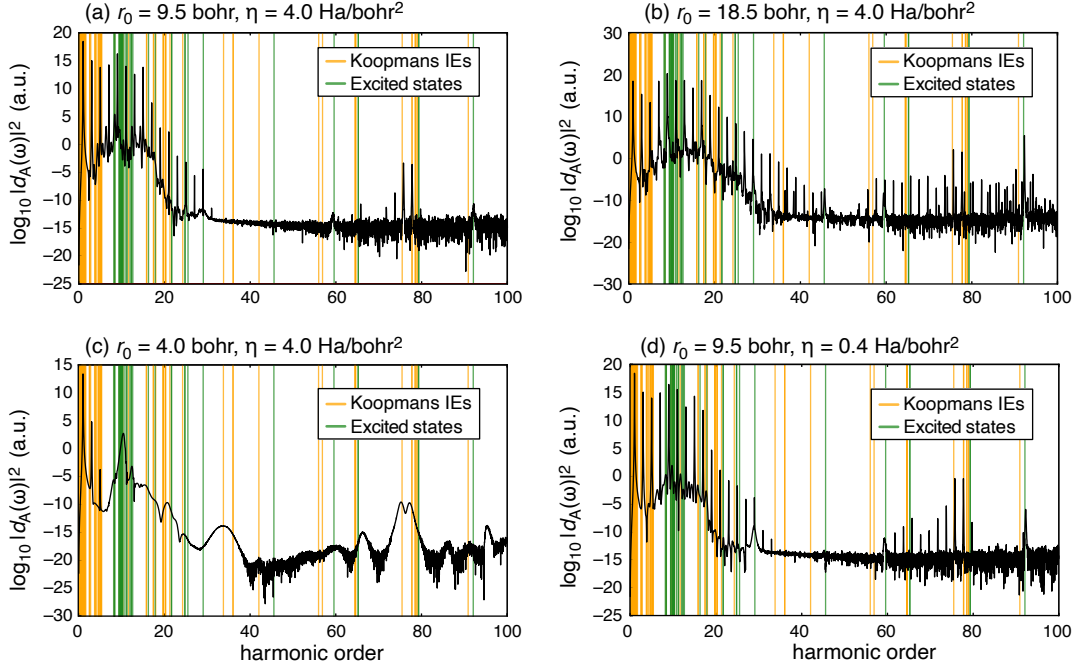 (a) r₀ = 9.5 bohr, η = 4.0 Ha/bohr²
20
15
10
5
0
−5
−10
−15
−20
−25
log₁₀ |d_A(ω)|² (a.u.)
Koopmans IEs
Excited states
0 20 40 60 80 100
(b) r₀ = 18.5 bohr, η = 4.0 Ha/bohr²
30
20
10
0
−10
−20
−30
log₁₀ |d_A(ω)|² (a.u.)
Koopmans IEs
Excited states
0 20 40 60 80 100
(c) r₀ = 4.0 bohr, η = 4.0 Ha/bohr²
15
10
5
0
−5
−10
−15
−20
−25
−30
log₁₀ |d_A(ω)|² (a.u.)
Koopmans IEs
Excited states
0 20 40 60 80 100
harmonic order
(d) r₀ = 9.5 bohr, η = 0.4 Ha/bohr²
20
15
10
5
0
−5
−10
−15
−20
−25
log₁₀ |d_A(ω)|² (a.u.)
Koopmans IEs
Excited states
0 20 40 60 80 100
harmonic order